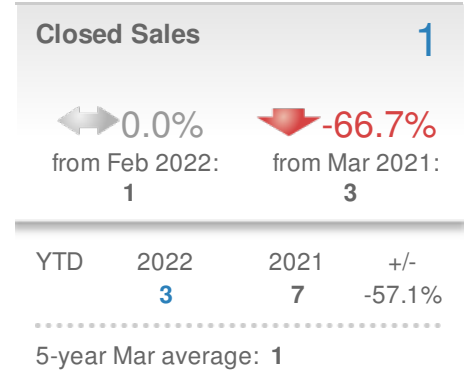 Closed Sales 1
0.0% -66.7%
from Feb 2022: from Mar 2021:
1 3
YTD 2022 2021 +/-
3 7 -57.1%
5-year Mar average: 1